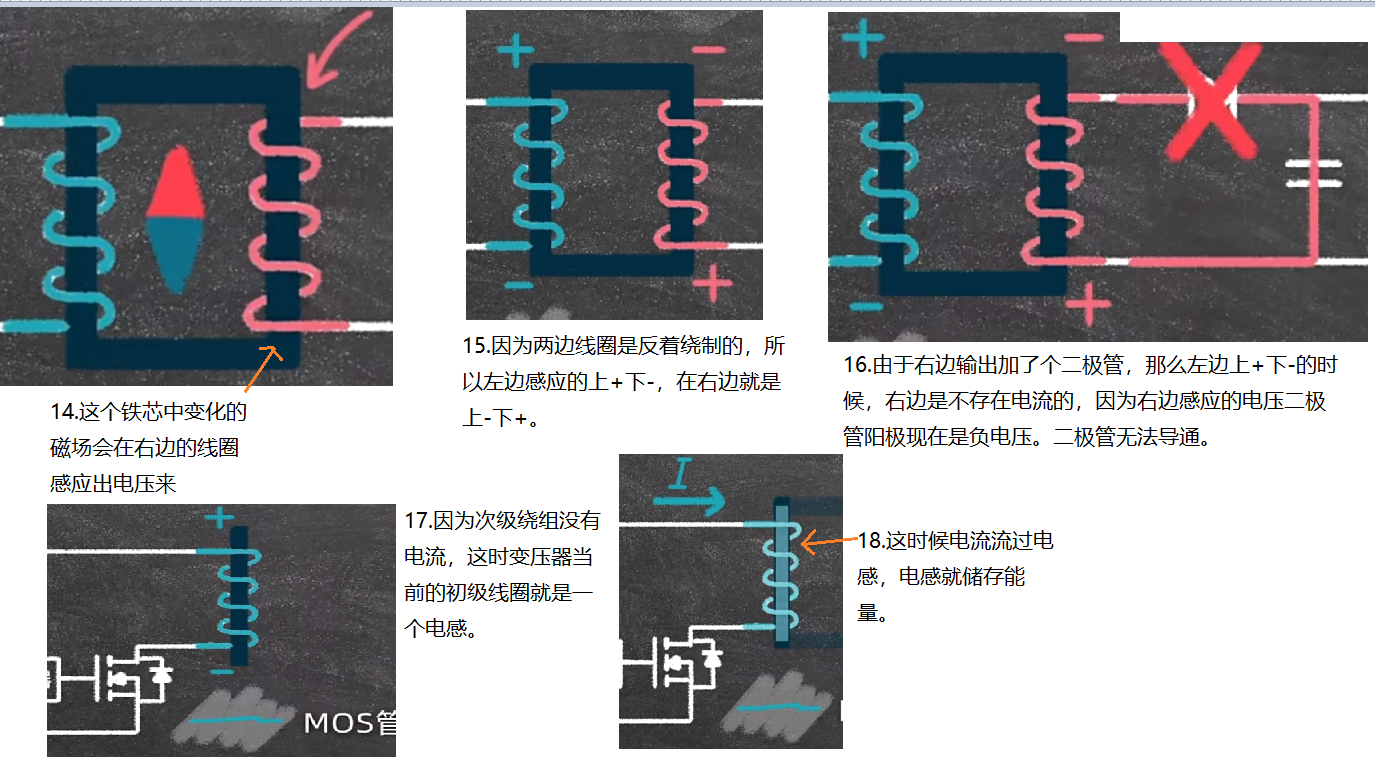 +
−
+
−
14.这个铁芯中变化的
磁场会在右边的线圈
感应出电压来
−
+
15.因为两边线圈是反着绕制的，所
以左边感应的上+下-，在右边就是
上-下+。
−
+
16.由于右边输出加了个二极管，那么左边上+下-的时
候，右边是不存在电流的，因为右边感应的电压二极
管阳极现在是负电压。二极管无法导通。
+
−
MOS管
17.因为次级绕组没有
电流，这时变压器当
前的初级线圈就是一
个电感。
I
18.这时候电流流过电
感，电感就储存能
量。